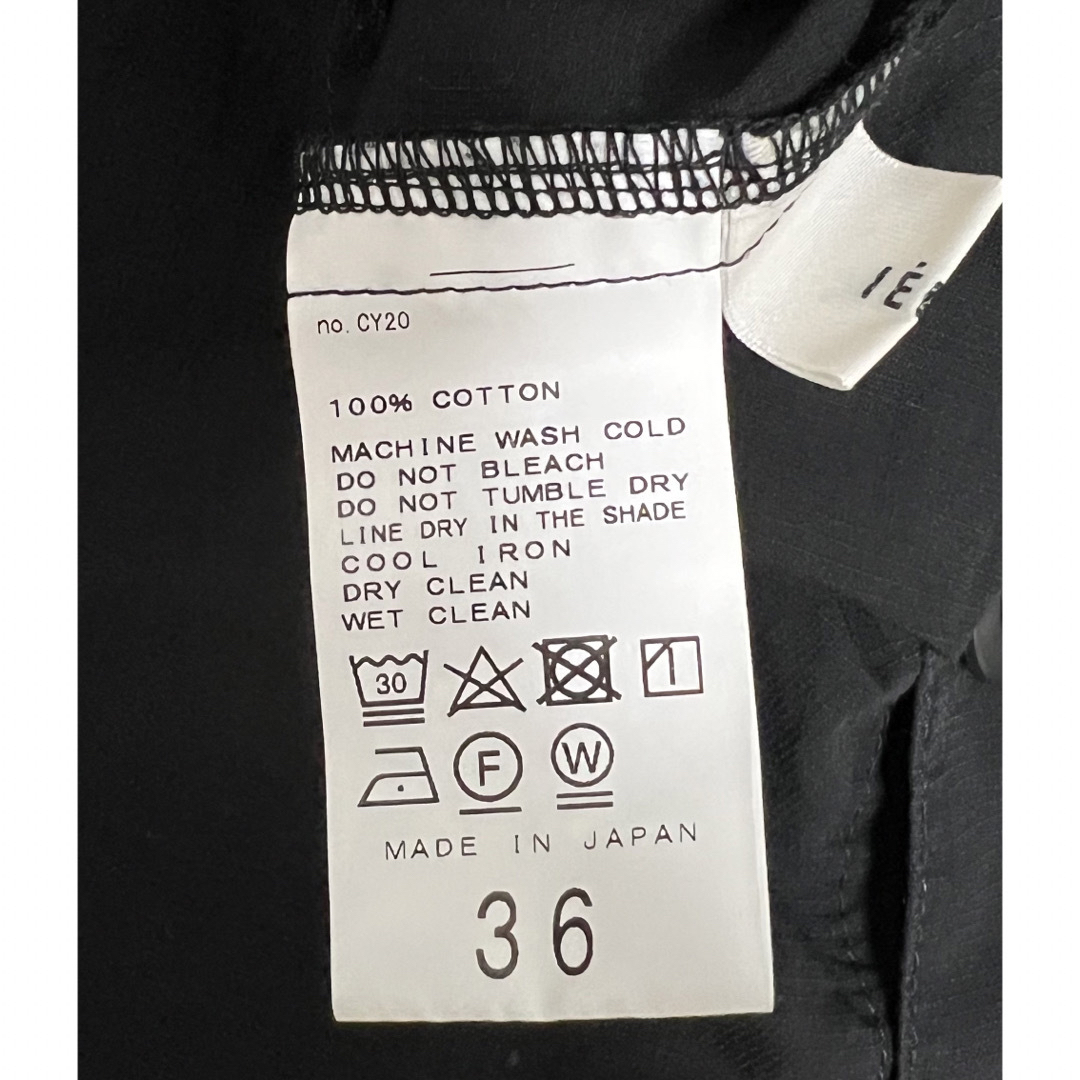 no. CY20
100% COTTON
MACHINE WASH COLD
DO NOT BLEACH
DO NOT TUMBLE DRY
LINE DRY IN THE SHADE
COOL IRON
DRY CLEAN
WET CLEAN
30
F
W
MADE IN JAPAN
36